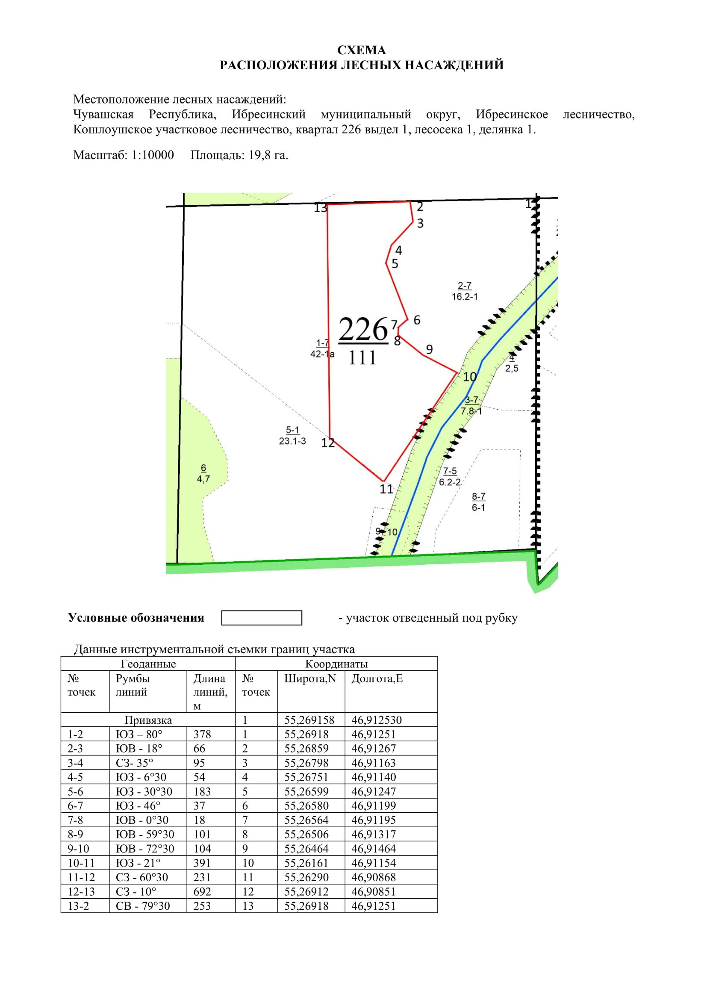 СХЕМА
РАСПОЛОЖЕНИЯ ЛЕСНЫХ НАСАЖДЕНИЙ
Местоположение лесных насаждений:
Чувашская Республика, Ибресинский муниципальный округ, Ибресинское лесничество,
Кошлоушское участковое лесничество, квартал 226 выдел 1, лесосека 1, делянка 1.
Масштаб: 1:10000 Площадь: 19,8 га.
13
2
1
3
4
5
2-7
16.2-1
6
7
226
111
8
1-7
42-1а
9
4
2,5
10
3-7
7.8-1
5-1
23.1-3
12
6
4,7
7-5
6.2-2
11
8-7
6-1
9
10
Условные обозначения - участок отведенный под рубку
Данные инструментальной съемки границ участка
Геоданные Координаты
№ точек Румбы линий Длина линий, м № точек Широта,N Долгота,E
Привязка 1 55,269158 46,912530
1-2 ЮЗ – 80° 378 1 55,26918 46,91251
2-3 ЮВ - 18° 66 2 55,26859 46,91267
3-4 СЗ- 35° 95 3 55,26798 46,91163
4-5 ЮЗ - 6°30 54 4 55,26751 46,91140
5-6 ЮЗ - 30°30 183 5 55,26599 46,91247
6-7 ЮЗ - 46° 37 6 55,26580 46,91199
7-8 ЮВ - 0°30 18 7 55,26564 46,91195
8-9 ЮВ - 59°30 101 8 55,26506 46,91317
9-10 ЮВ - 72°30 104 9 55,26464 46,91464
10-11 ЮЗ - 21° 391 10 55,26161 46,91154
11-12 СЗ - 60°30 231 11 55,26290 46,90868
12-13 СЗ - 10° 692 12 55,26912 46,90851
13-2 СВ - 79°30 253 13 55,26918 46,91251